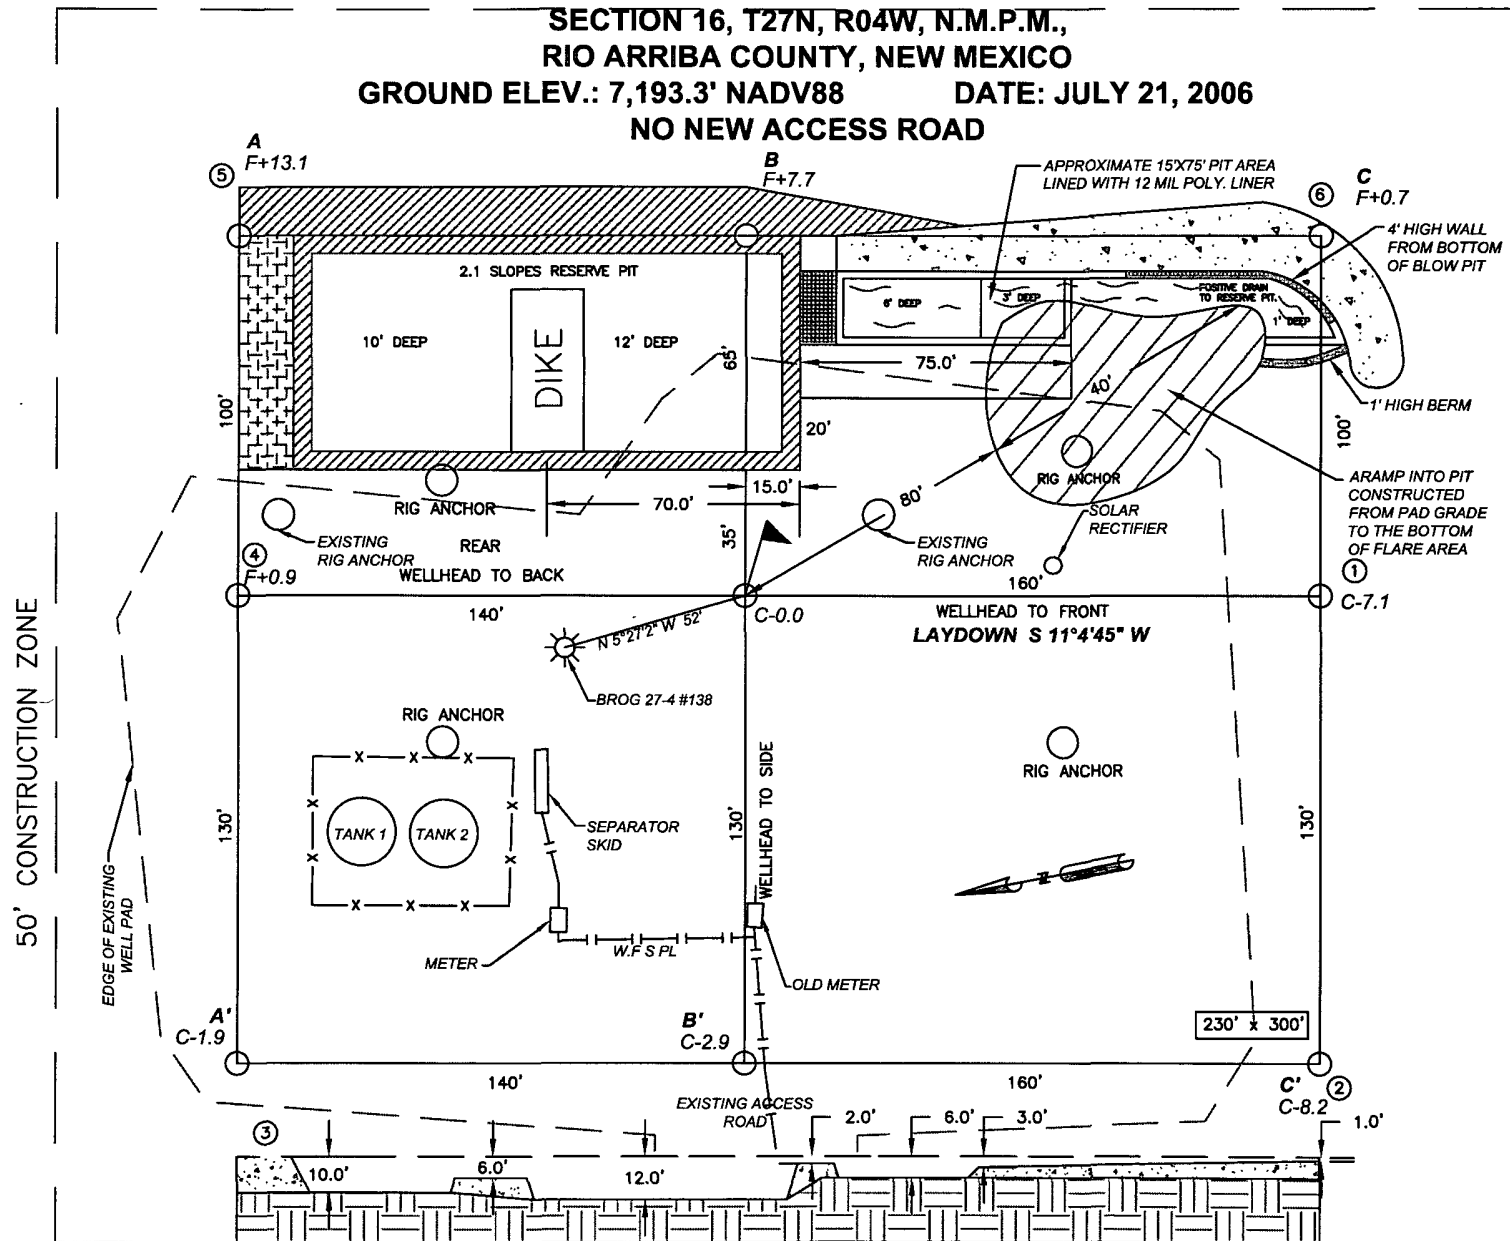 SECTION 16, T27N, R04W, N.M.P.M.,
RIO ARRIBA COUNTY, NEW MEXICO
GROUND ELEV.: 7,193.3' NADV88 DATE: JULY 21, 2006
NO NEW ACCESS ROAD
A
F+13.1
5
B
F+7.7
APPROXIMATE 15'X75' PIT AREA
LINED WITH 12 MIL POLY. LINER
6
C
F+0.7
4' HIGH WALL
FROM BOTTOM
OF BLOW PIT
2.1 SLOPES RESERVE PIT
6' DEEP
3' DEEP
POSITIVE DRAIN
TO RESERVE PIT.
1' DEEP
10' DEEP
DIKE
12' DEEP
65'
75.0'
40'
1' HIGH BERM
100'
20'
100'
RIG ANCHOR
15.0'
70.0'
80'
RIG ANCHOR
ARAMP INTO PIT
CONSTRUCTED
FROM PAD GRADE
TO THE BOTTOM
OF FLARE AREA
SOLAR
RECTIFIER
35'
EXISTING
RIG ANCHOR
REAR
EXISTING
RIG ANCHOR
4
F+0.9
WELLHEAD TO BACK
160'
1
C-7.1
140'
C-0.0
WELLHEAD TO FRONT
LAYDOWN S 11°4'45" W
N 5°27'2" W 52'
BROG 27-4 #138
50' CONSTRUCTION ZONE
RIG ANCHOR
WELLHEAD TO SIDE
RIG ANCHOR
130'
TANK 1
TANK 2
SEPARATOR
SKID
130'
130'
N
EDGE OF EXISTING
WELL PAD
METER
W.F S PL
OLD METER
230' x 300'
A'
C-1.9
B'
C-2.9
140'
160'
C'
C-8.2
2
EXISTING ACCESS
ROAD
3
2.0'
6.0'
3.0'
1.0'
10.0'
6.0'
12.0'